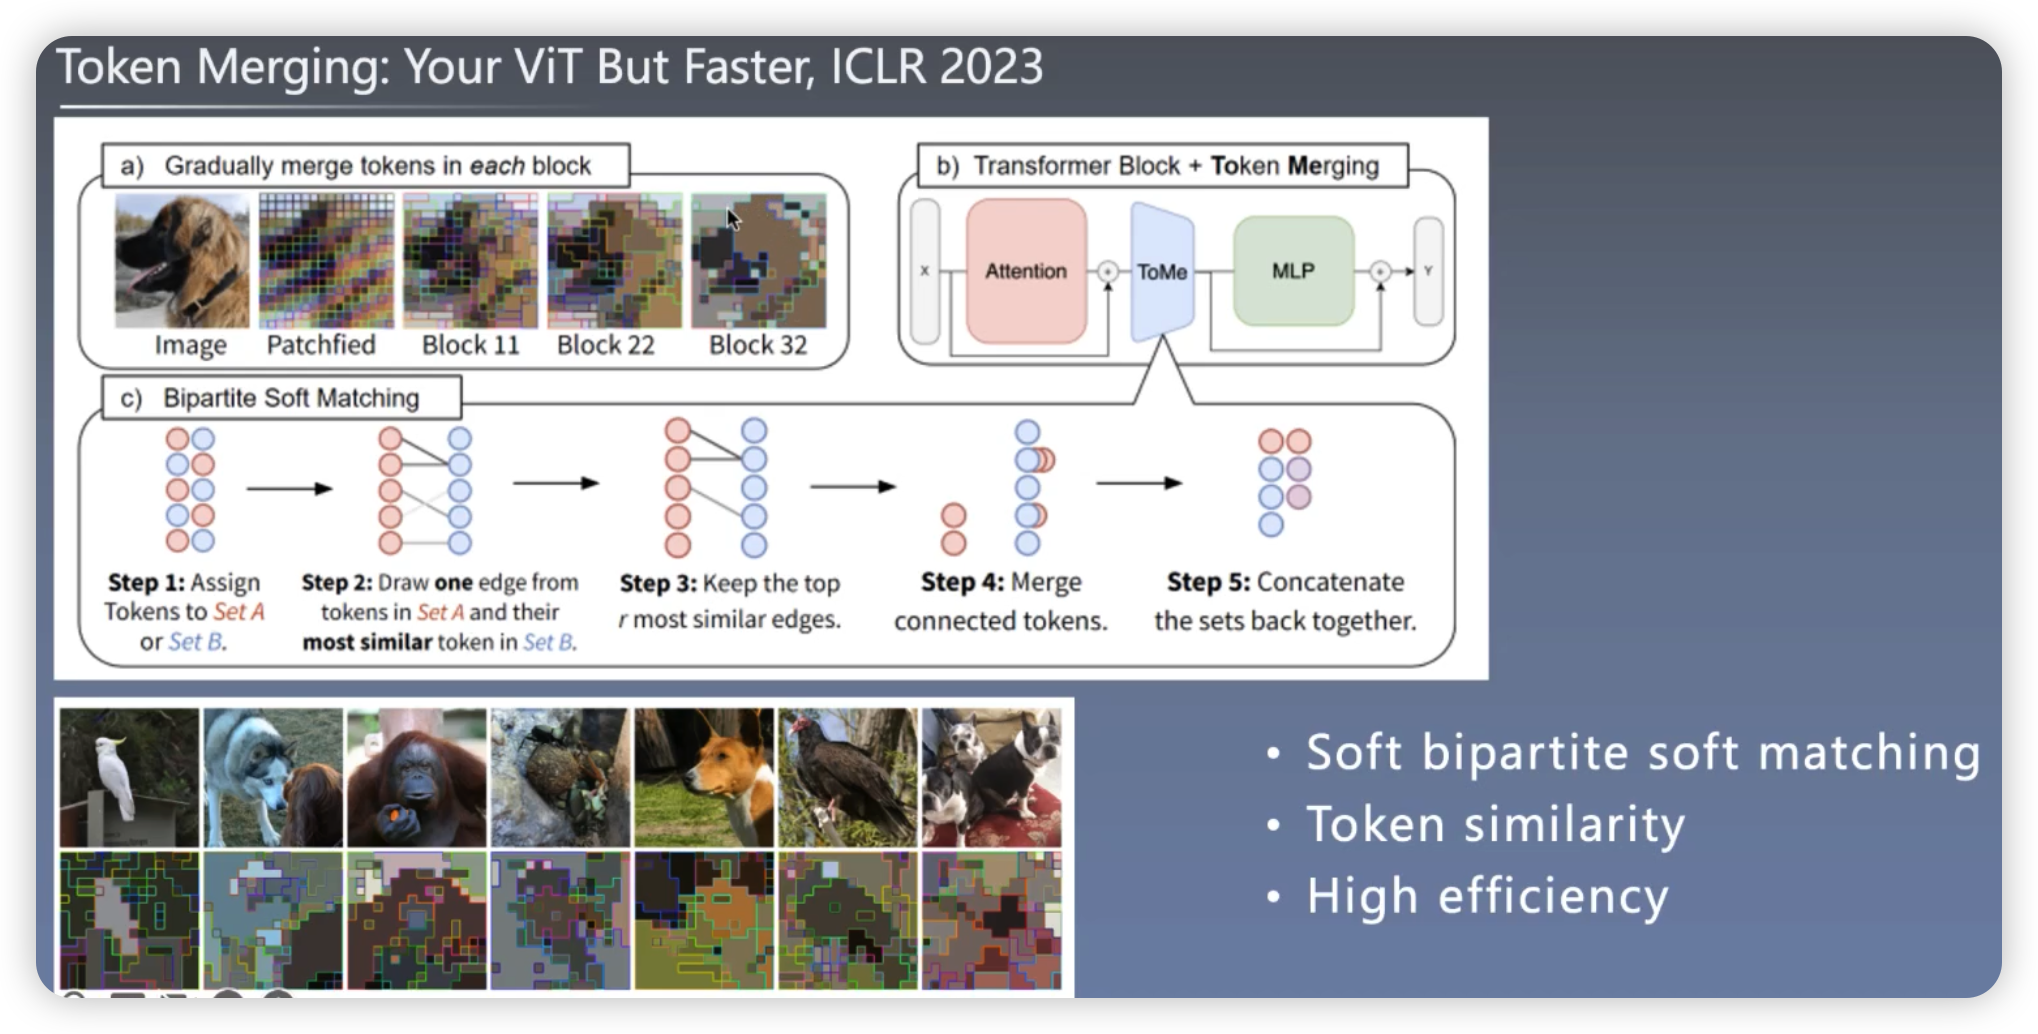 Token Merging: Your ViT But Faster, ICLR 2023
a) Gradually merge tokens in each block
Image
Patchfied
Block 11
Block 22
Block 32
b) Transformer Block + Token Merging
X
Attention
+
ToMe
MLP
+
Y
c) Bipartite Soft Matching
Step 1: Assign
Tokens to Set A
or Set B.
Step 2: Draw one edge from
tokens in Set A and their
most similar token in Set B.
Step 3: Keep the top
r most similar edges.
Step 4: Merge
connected tokens.
Step 5: Concatenate
the sets back together.
• Soft bipartite soft matching
• Token similarity
• High efficiency